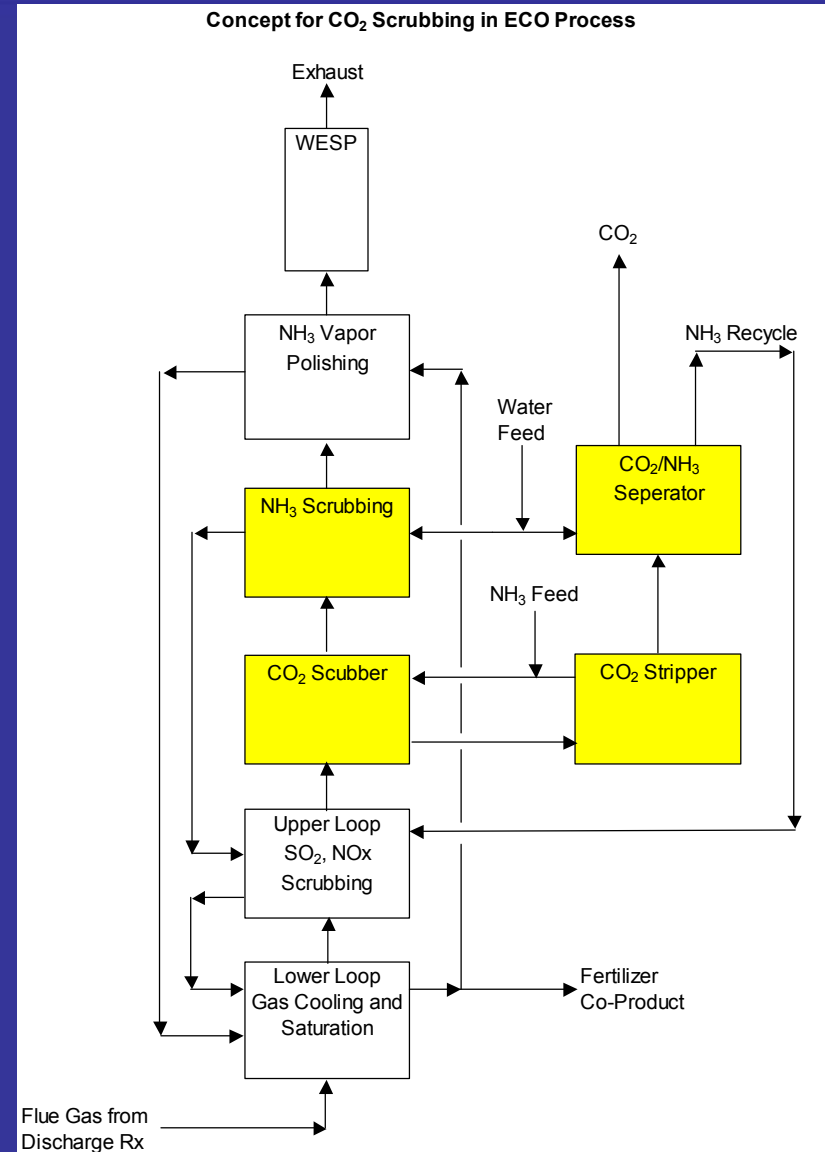 Concept for CO₂ Scrubbing in ECO Process
Exhaust
WESP
CO₂
NH₃ Vapor
Polishing
NH₃ Recycle
Water
Feed
CO₂/NH₃
Seperator
NH₃ Scrubbing
NH₃ Feed
CO₂ Scubber
CO₂ Stripper
Upper Loop
SO₂, NOx
Scrubbing
Lower Loop
Gas Cooling and
Saturation
Fertilizer
Co-Product
Flue Gas from
Discharge Rx